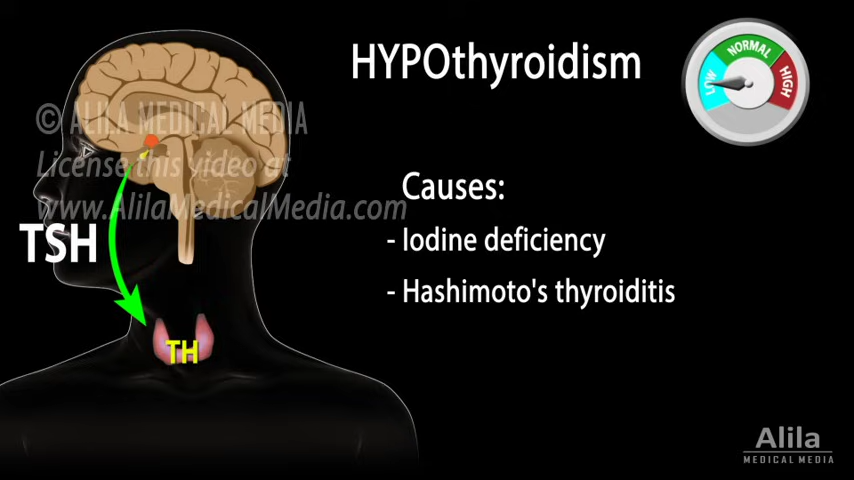 HYPOthyroidism
LOW
NORMAL
HIGH
© ALILA MEDICAL MEDIA
License this video at
www.AlilaMedicalMedia.com
Causes:
TSH
- Iodine deficiency
- Hashimoto's thyroiditis
TH
Alila
MEDICAL MEDIA